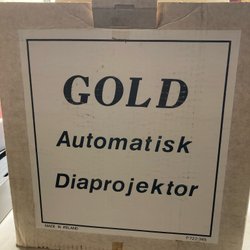 GOLD
Automatisk
Diaprojektor
MADE IN IRELAND